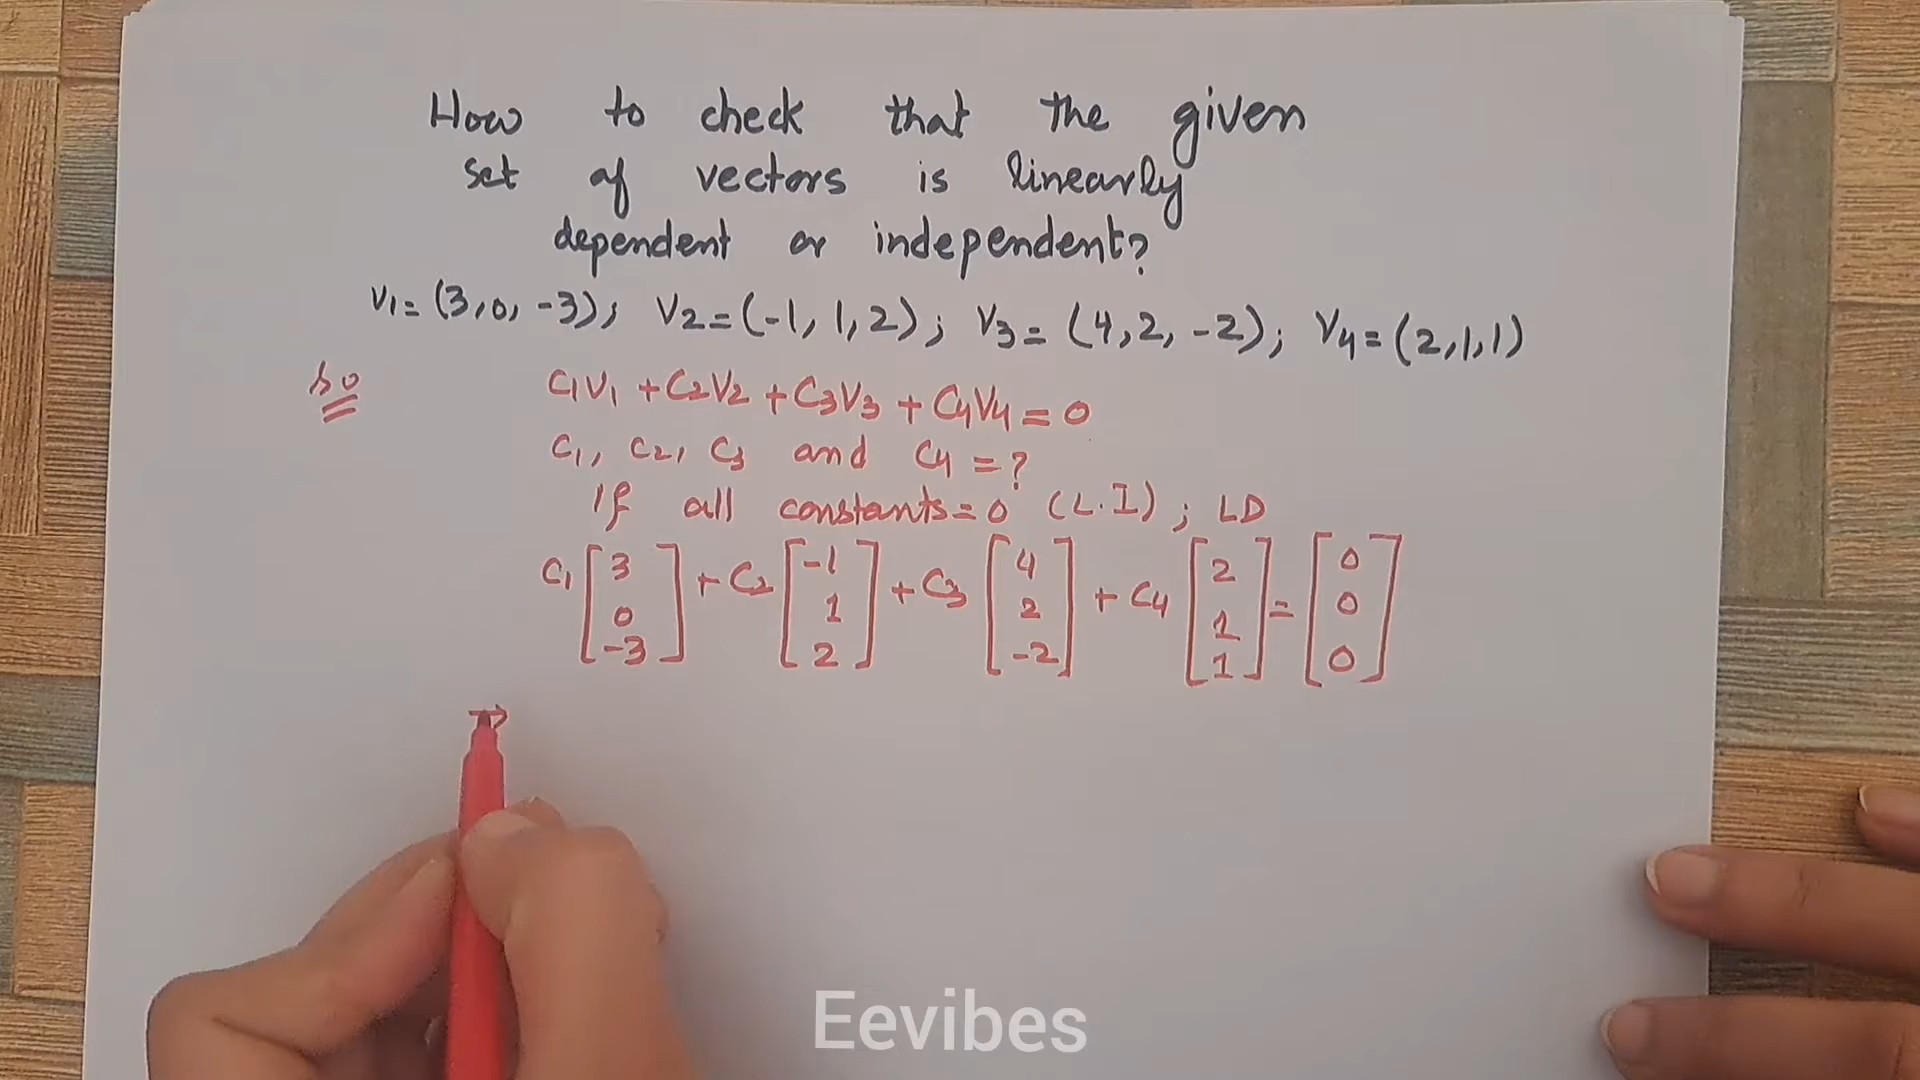 How to check that the given
set of vectors is linearly
dependent or independent?
V1 = (3, 0, -3); V2 = (-1, 1, 2); V3 = (4, 2, -2); V4 = (2, 1, 1)
so C1V1 + C2V2 + C3V3 + C4V4 = 0
C1, C2, C3 and C4 = ?
If all constants = 0 (L.I) ; LD
C1 [3 0 -3] + C2 [-1 1 2] + C3 [4 2 -2] + C4 [2 1 1] = [0 0 0]
⇒
Eevibes